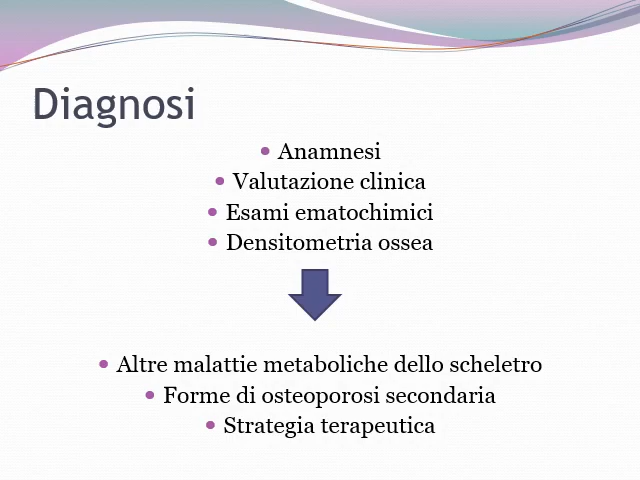 Diagnosi
• Anamnesi
• Valutazione clinica
• Esami ematochimici
• Densitometria ossea
• Altre malattie metaboliche dello scheletro
• Forme di osteoporosi secondaria
• Strategia terapeutica